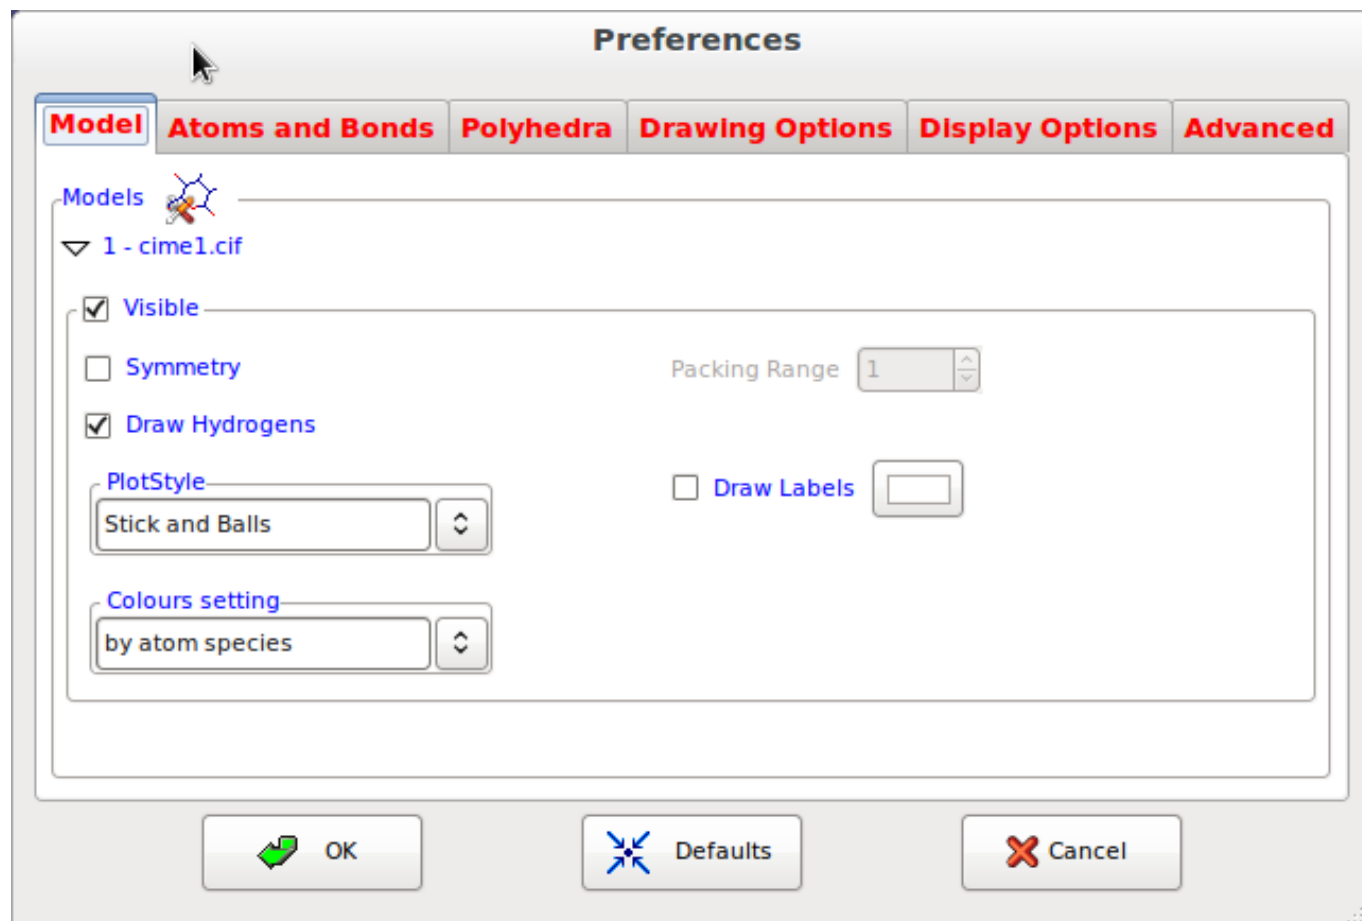 Preferences
Model Atoms and Bonds Polyhedra Drawing Options Display Options Advanced
Models
1 - cime1.cif
Visible
Symmetry Packing Range 1
Draw Hydrogens
PlotStyle
Stick and Balls Draw Labels
Colours setting
by atom species
OK Defaults Cancel